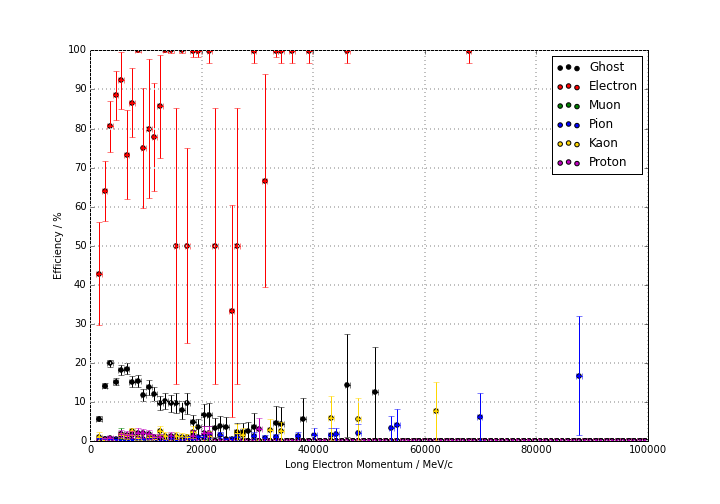 100
90
80
70
60
50
40
30
20
10
0
Efficiency / %
0 20000 40000 60000 80000 100000
Long Electron Momentum / MeV/c
Ghost
Electron
Muon
Pion
Kaon
Proton